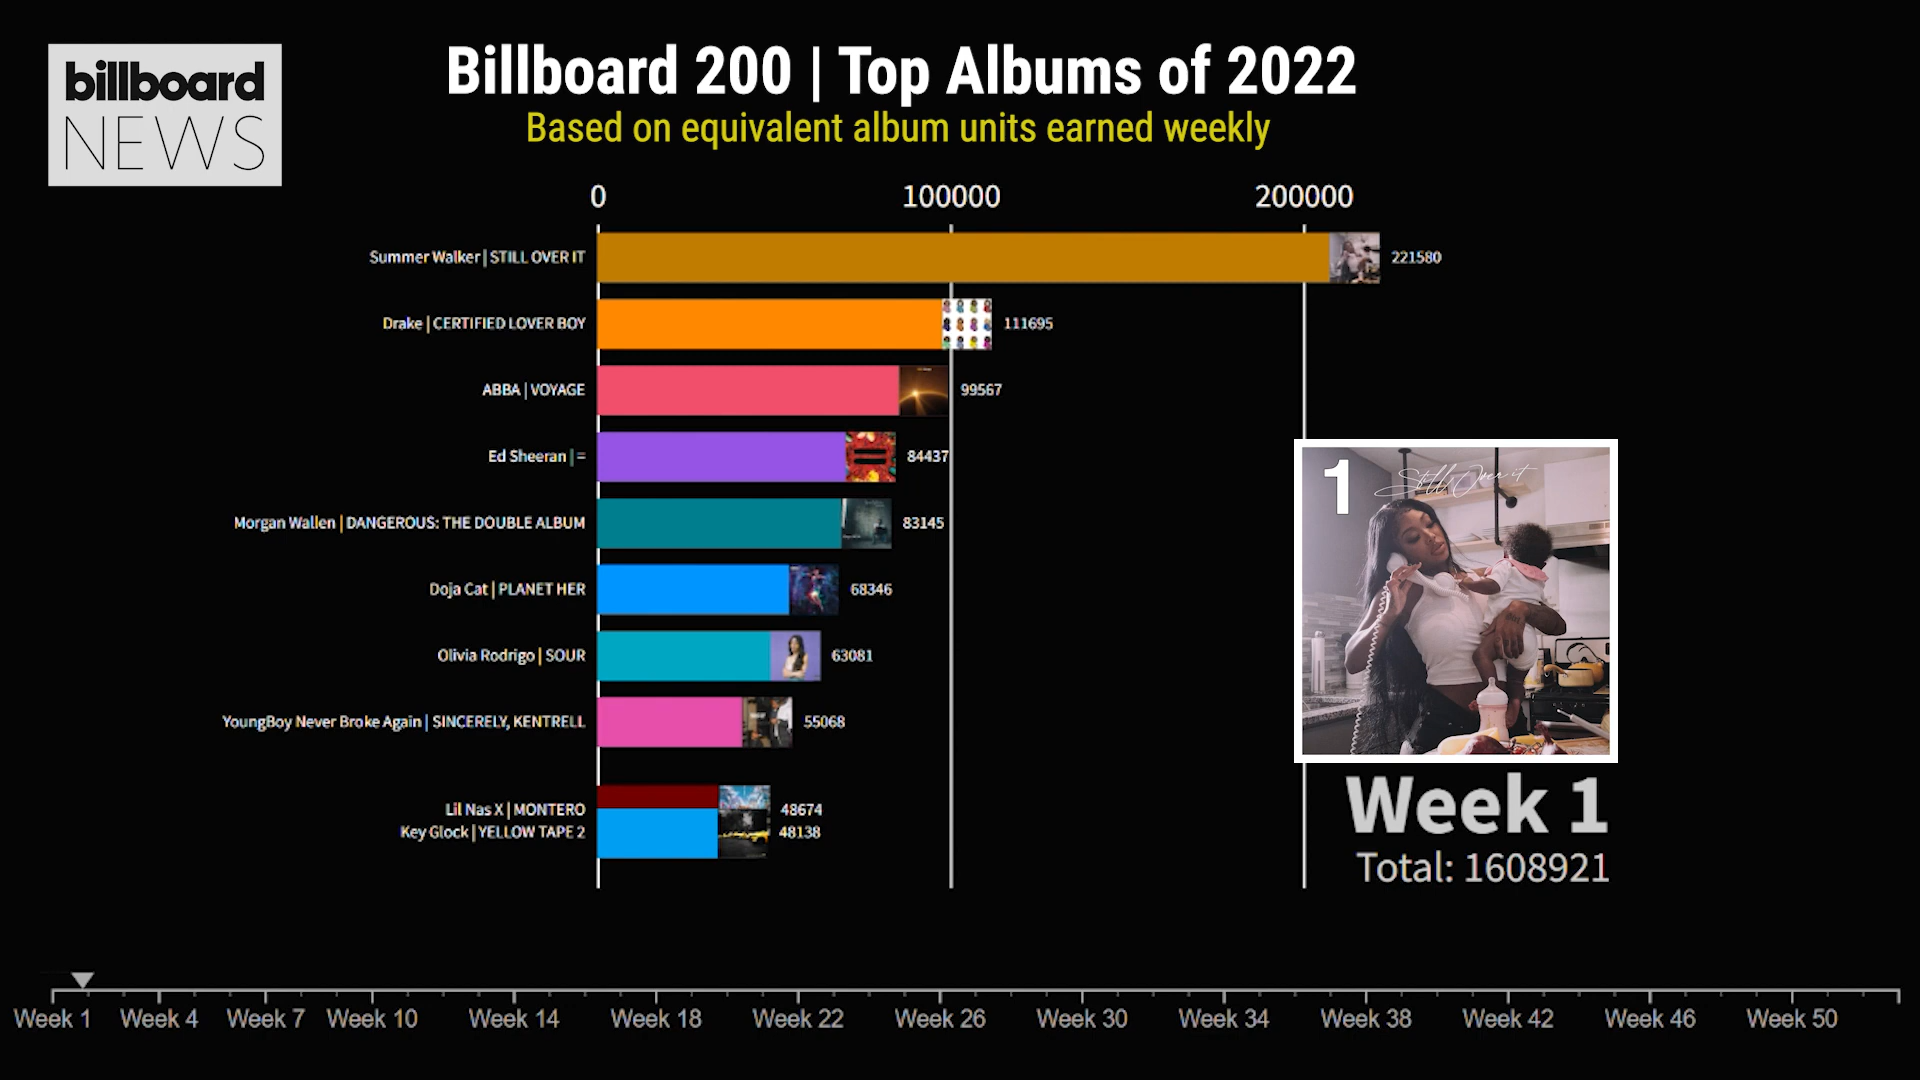 billboard
NEWS
Billboard 200 | Top Albums of 2022
Based on equivalent album units earned weekly
0 100000 200000
Summer Walker | STILL OVER IT 221580
Drake | CERTIFIED LOVER BOY 111695
ABBA | VOYAGE 99567
Ed Sheeran | = 84437
Morgan Wallen | DANGEROUS: THE DOUBLE ALBUM 83145
Doja Cat | PLANET HER 68346
Olivia Rodrigo | SOUR 63081
YoungBoy Never Broke Again | SINCERELY, KENTRELL 55068
Lil Nas X | MONTERO 48674
Key Glock | YELLOW TAPE 2 48138
1
Still Over it
Week 1
Total: 1608921
Week 1 Week 4 Week 7 Week 10 Week 14 Week 18 Week 22 Week 26 Week 30 Week 34 Week 38 Week 42 Week 46 Week 50